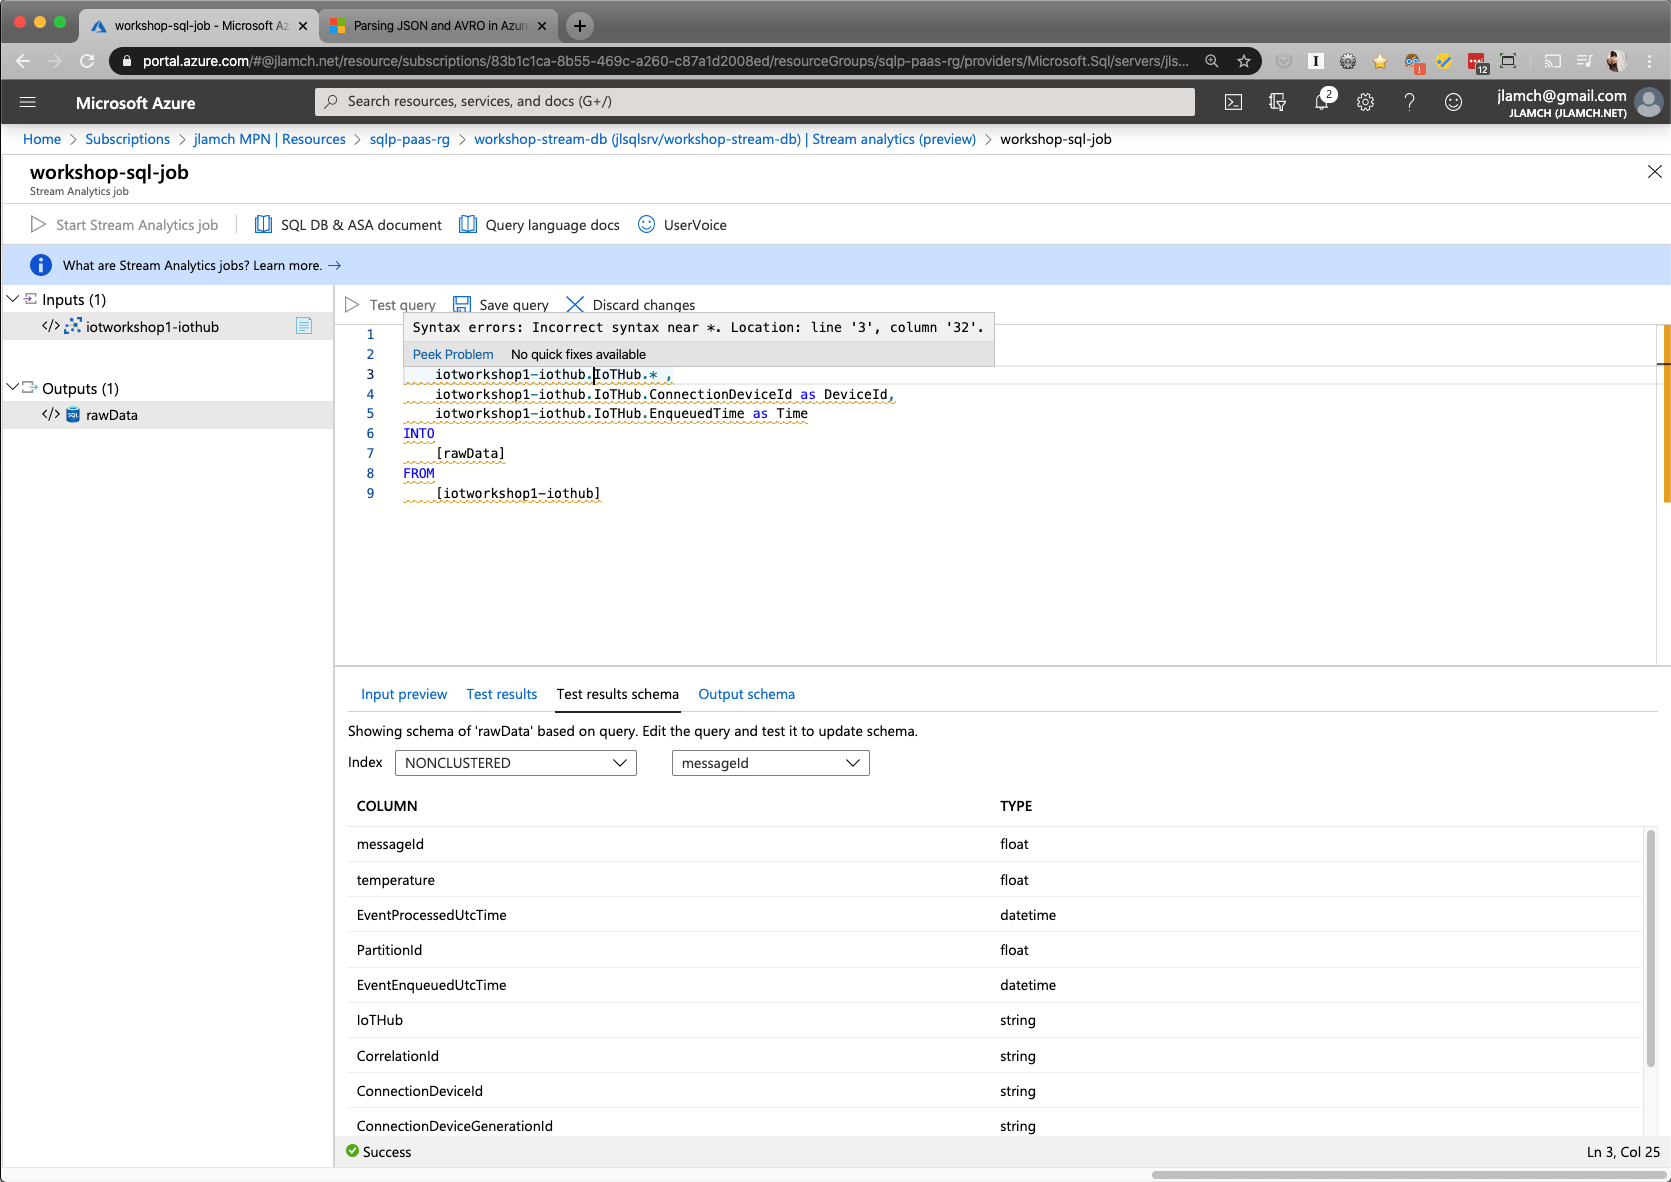 workshop-sql-job - Microsoft Az
Parsing JSON and AVRO in Azure
portal.azure.com/#@jlamch.net/resource/subscriptions/83b1c1ca-8b55-469c-a260-c87a1d2008ed/resourceGroups/sqlp-paas-rg/providers/Microsoft.Sql/servers/jls...
I
12
Microsoft Azure
Search resources, services, and docs (G+/)
2
jlamch@gmail.com
JLAMCH (JLAMCH.NET)
Home > Subscriptions > jlamch MPN | Resources > sqlp-paas-rg > workshop-stream-db (jlsqlsrv/workshop-stream-db) | Stream analytics (preview) > workshop-sql-job
workshop-sql-job
Stream Analytics job
Start Stream Analytics job
SQL DB & ASA document
Query language docs
UserVoice
What are Stream Analytics jobs? Learn more. →
Inputs (1)
</> iotworkshop1-iothub
Outputs (1)
</> SQL rawData
Test query
Save query
Discard changes
Syntax errors: Incorrect syntax near *. Location: line '3', column '32'.
Peek Problem No quick fixes available
1
2
3 iotworkshop1-iothub.IoTHub.* ,
4 iotworkshop1-iothub.IoTHub.ConnectionDeviceId as DeviceId,
5 iotworkshop1-iothub.IoTHub.EnqueuedTime as Time
6 INTO
7 [rawData]
8 FROM
9 [iotworkshop1-iothub]
Input preview
Test results
Test results schema
Output schema
Showing schema of 'rawData' based on query. Edit the query and test it to update schema.
Index NONCLUSTERED messageId
COLUMN TYPE
messageId float
temperature float
EventProcessedUtcTime datetime
PartitionId float
EventEnqueuedUtcTime datetime
IoTHub string
CorrelationId string
ConnectionDeviceId string
ConnectionDeviceGenerationId string
Success
Ln 3, Col 25